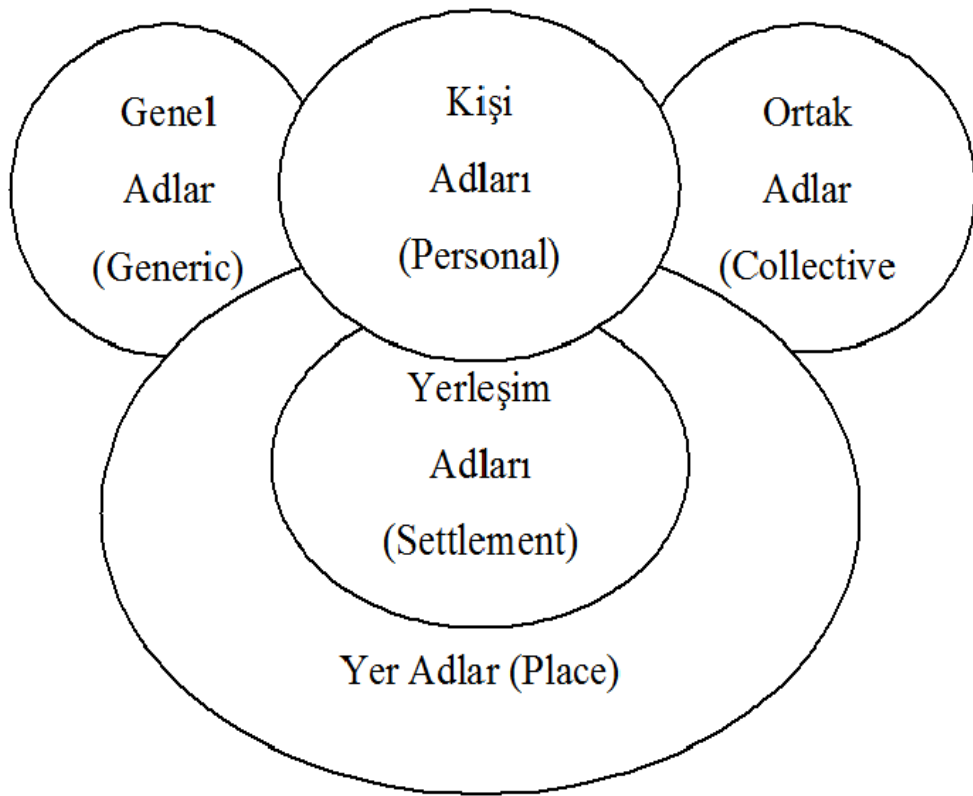 Genel
Adlar
(Generic)
Kişi
Adları
(Personal)
Ortak
Adlar
(Collective
Yerleşim
Adları
(Settlement)
Yer Adlar (Place)